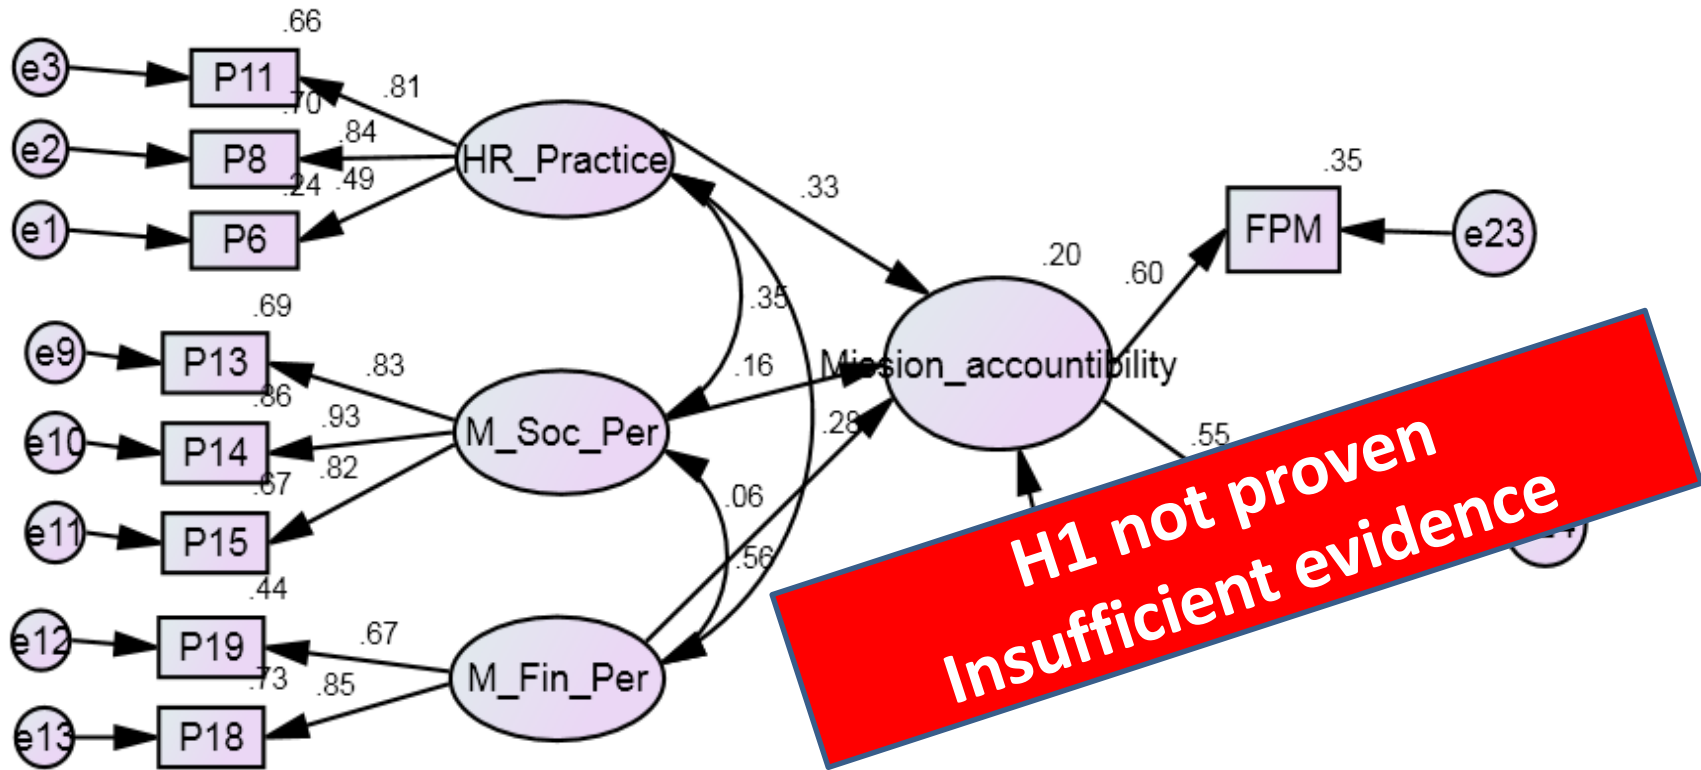 .66
e3
P11
.81
.70
e2
P8
.84
.24
.49
e1
P6
HR_Practice
.33
.35
FPM
e23
.20
.60
.69
e9
P13
.83
.86
e10
P14
.93
.67
.82
e11
P15
M_Soc_Per
.35
.16
.28
Mission_accountibility
.55
.06
.56
.44
e12
P19
.67
.73
.85
e13
P18
M_Fin_Per
H1 not proven
Insufficient evidence